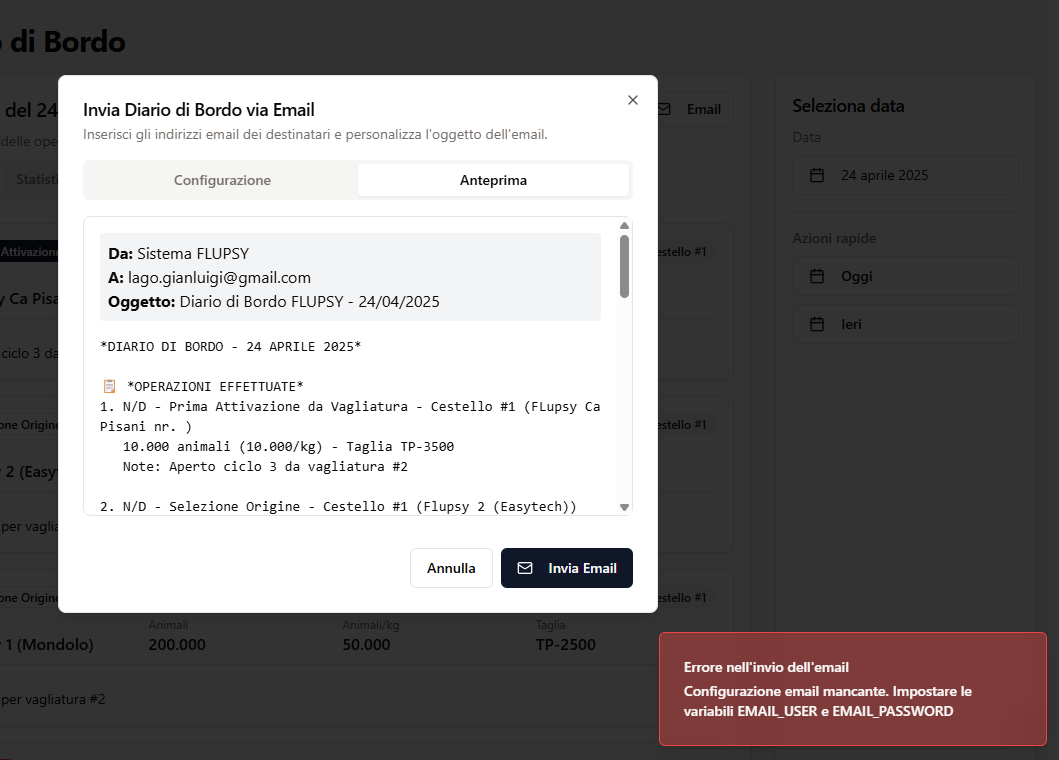 di Bordo
del 24
delle ope
Email
Statisti
Attivazione
Cestello #1
y Ca Pisa
ciclo 3 da
one Origine
Cestello #1
2 (Easyt
per vaglia
one Origine
Cestello #1
Invia Diario di Bordo via Email
Inserisci gli indirizzi email dei destinatari e personalizza l'oggetto dell'email.
Configurazione
Anteprima
Da: Sistema FLUPSY
A: lago.gianluigi@gmail.com
Oggetto: Diario di Bordo FLUPSY - 24/04/2025
*DIARIO DI BORDO - 24 APRILE 2025*
📋 *OPERAZIONI EFFETTUATE*
1. N/D - Prima Attivazione da Vagliatura - Cestello #1 (FLupsy Ca
Pisani nr. )
10.000 animali (10.000/kg) - Taglia TP-3500
Note: Aperto ciclo 3 da vagliatura #2
2. N/D - Selezione Origine - Cestello #1 (Flupsy 2 (Easytech))
Annulla
Invia Email
Animali
Animali/kg
Taglia
1 (Mondolo)
200.000
50.000
TP-2500
per vagliatura #2
Seleziona data
Data
24 aprile 2025
Azioni rapide
Oggi
Ieri
Errore nell'invio dell'email
Configurazione email mancante. Impostare le
variabili EMAIL_USER e EMAIL_PASSWORD